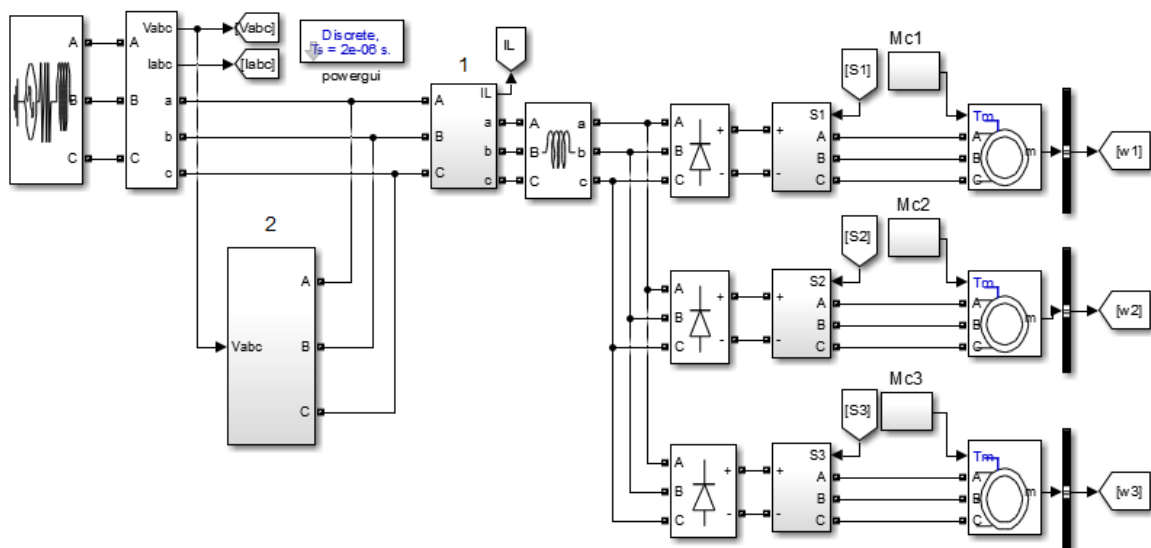 A
B
C
A
B
C
Vabc
Iabc
a
b
c
[Vabc]
[Iabc]
Discrete,
Ts = 2e-06 s.
powergui
1
IL
A
B
C
IL
a
b
c
A
B
C
a
b
c
2
Vabc
A
B
C
A
B
C
+
-
[S1]
+
-
S1
A
B
C
Mc1
Tm
A
B
C
m
[w1]
A
B
C
+
-
[S2]
+
-
S2
A
B
C
Mc2
Tm
A
B
C
m
[w2]
A
B
C
+
-
[S3]
+
-
S3
A
B
C
Mc3
Tm
A
B
C
m
[w3]